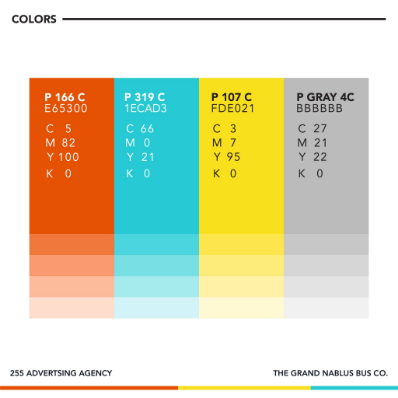 COLORS
P 166 C P 319 C P 107 C P GRAY 4C
E65300 1ECAD3 FDE021 BBBBBB
C 5 C 66 C 3 C 27
M 82 M 0 M 7 M 21
Y 100 Y 21 Y 95 Y 22
K 0 K 0 K 0 K 0
255 ADVERTSING AGENCY THE GRAND NABLUS BUS CO.